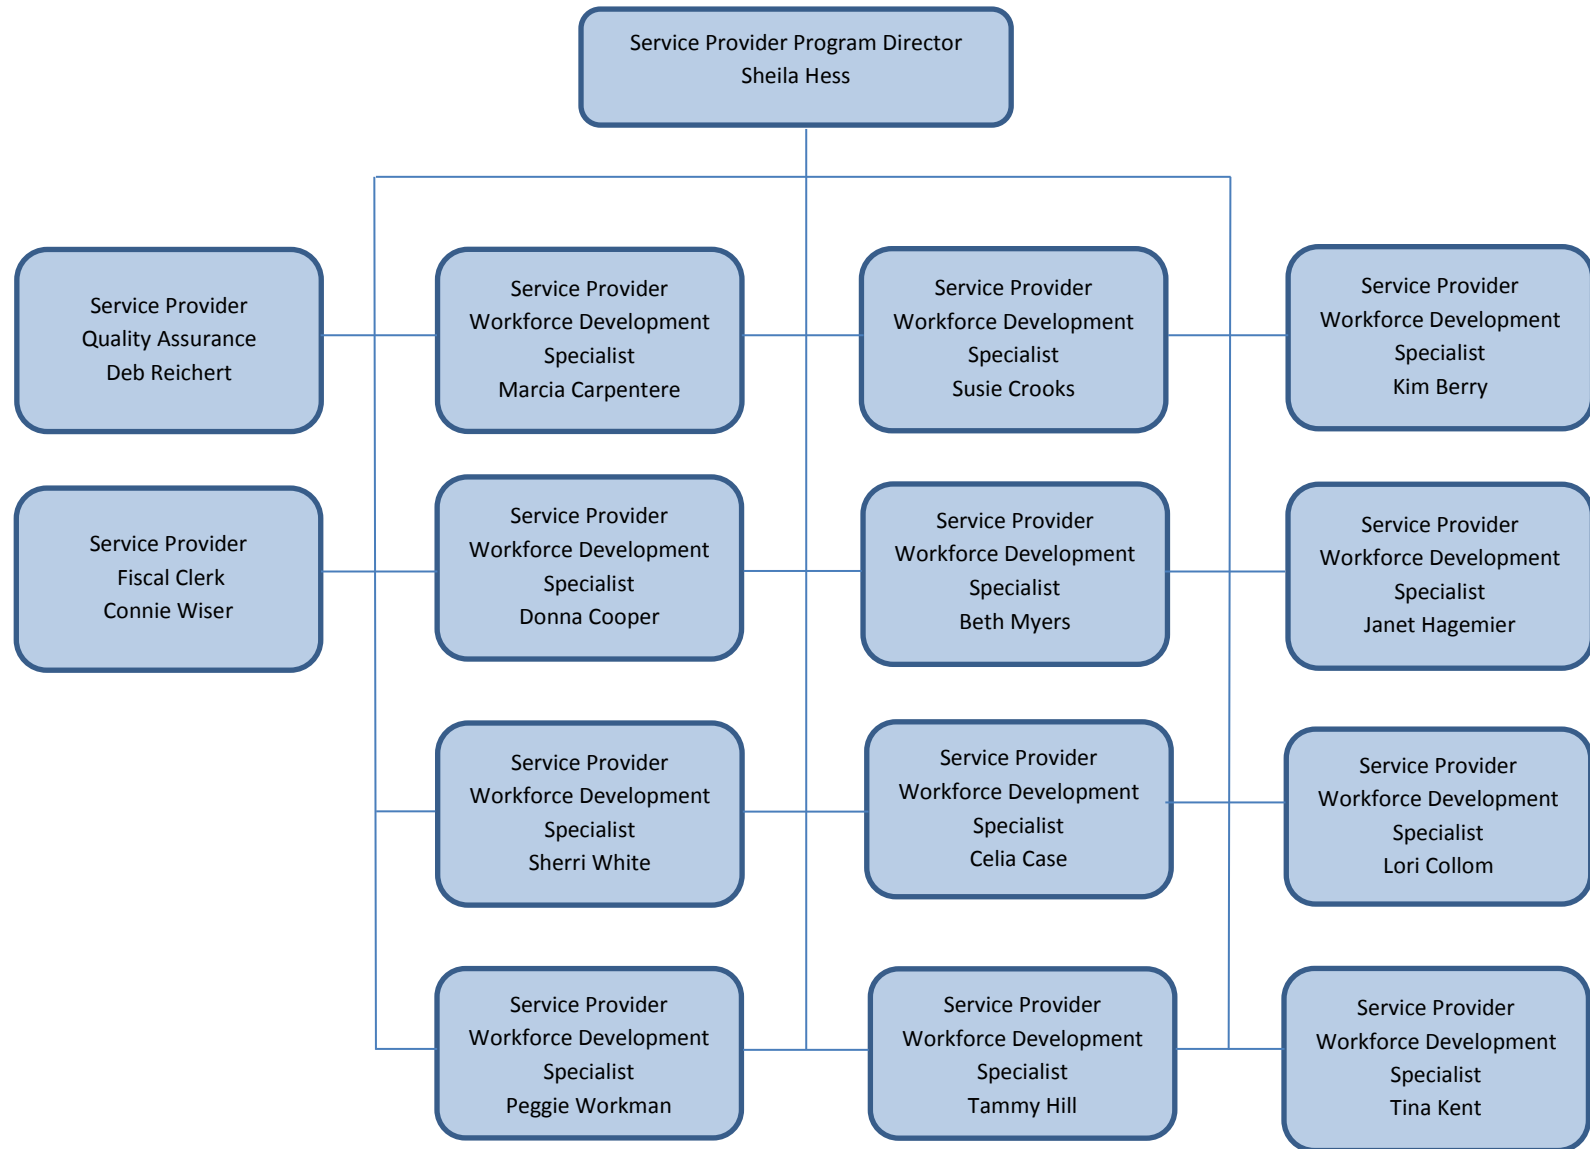 Service Provider Program Director
Sheila Hess
Service Provider
Quality Assurance
Deb Reichert
Service Provider
Workforce Development
Specialist
Marcia Carpentere
Service Provider
Workforce Development
Specialist
Susie Crooks
Service Provider
Workforce Development
Specialist
Kim Berry
Service Provider
Fiscal Clerk
Connie Wiser
Service Provider
Workforce Development
Specialist
Donna Cooper
Service Provider
Workforce Development
Specialist
Beth Myers
Service Provider
Workforce Development
Specialist
Janet Hagemier
Service Provider
Workforce Development
Specialist
Sherri White
Service Provider
Workforce Development
Specialist
Celia Case
Service Provider
Workforce Development
Specialist
Lori Collom
Service Provider
Workforce Development
Specialist
Peggie Workman
Service Provider
Workforce Development
Specialist
Tammy Hill
Service Provider
Workforce Development
Specialist
Tina Kent